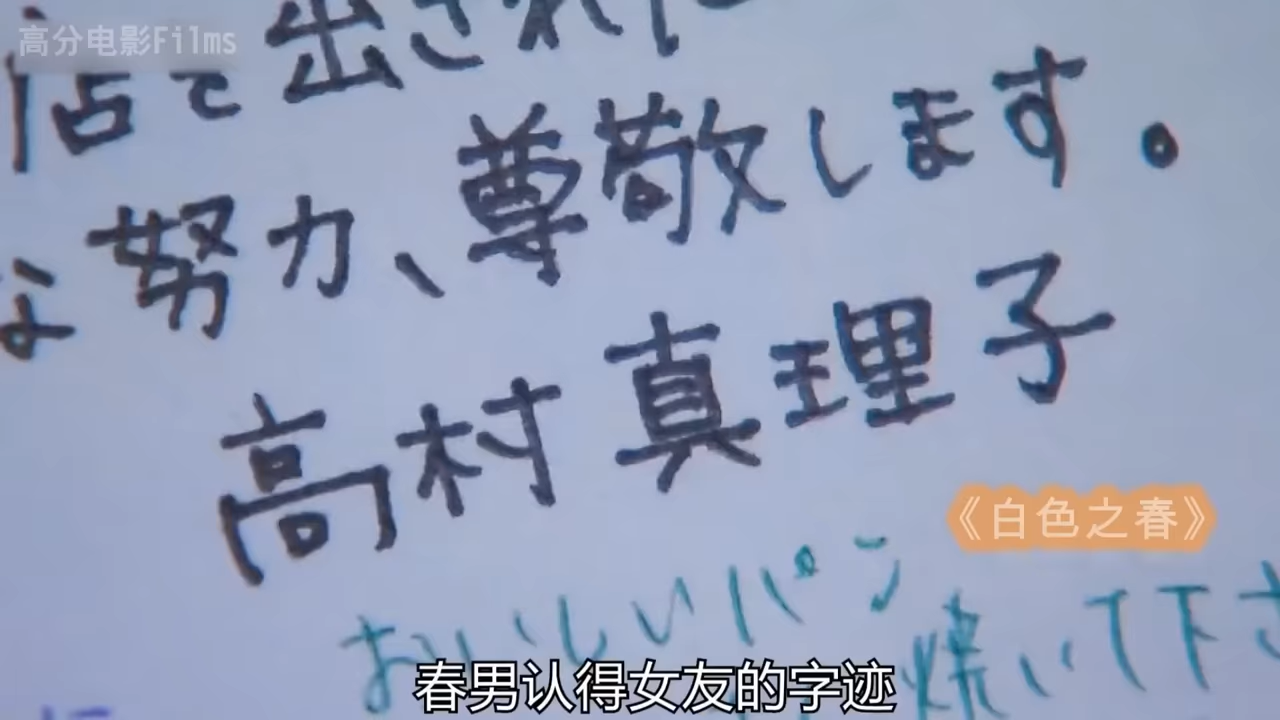 高分电影Films
店を出された
な努力、尊敬します。
高村真理子
《白色之春》
おいしいパン
焼いて下さ
春男认得女友的字迹